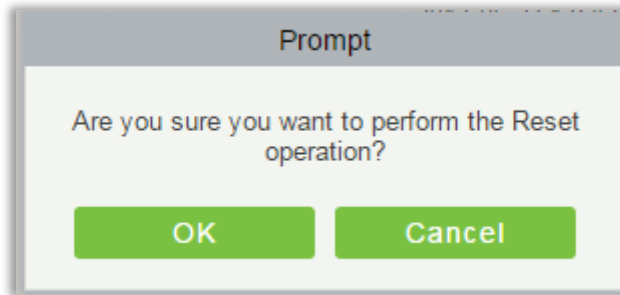 Prompt
Are you sure you want to perform the Reset
operation?
OK
Cancel